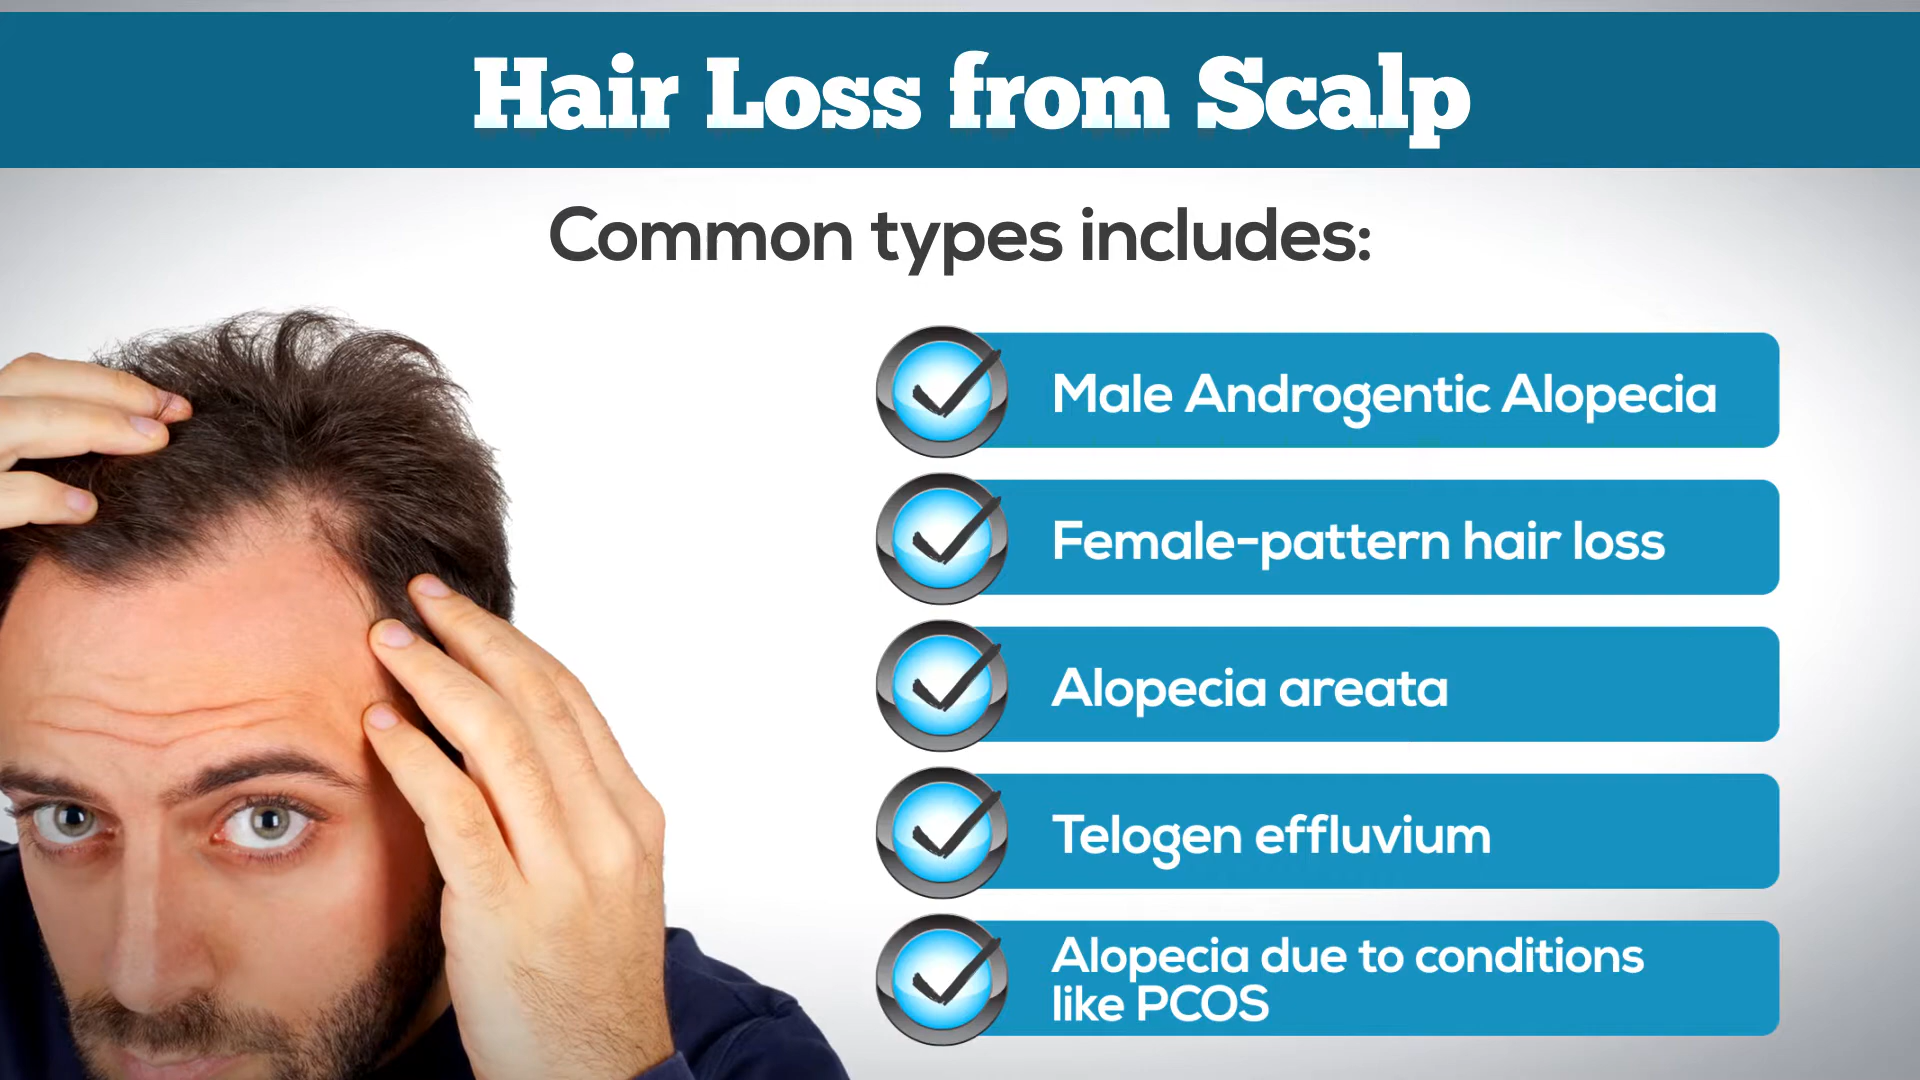 Hair Loss from Scalp
Common types includes:
Male Androgentic Alopecia
Female-pattern hair loss
Alopecia areata
Telogen effluvium
Alopecia due to conditions
like PCOS